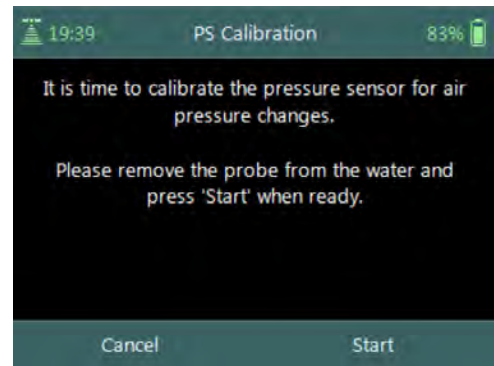 19:39 PS Calibration 83%
It is time to calibrate the pressure sensor for air
pressure changes.
Please remove the probe from the water and
press 'Start' when ready.
Cancel Start